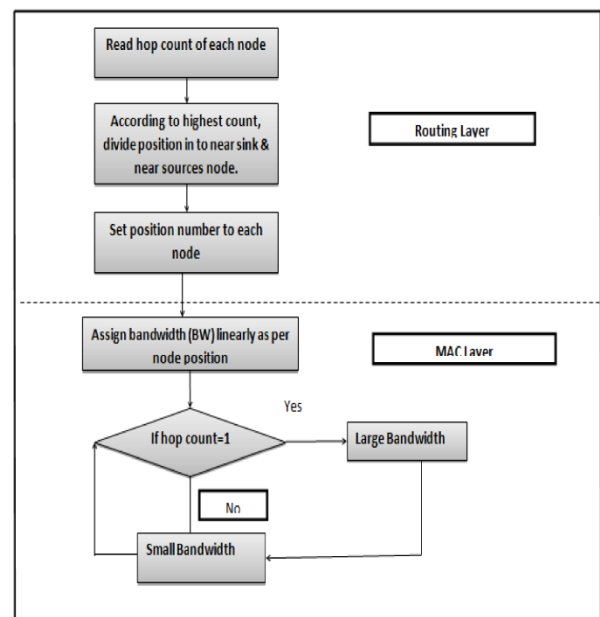 Read hop count of each node
According to highest count,
divide position in to near sink &
near sources node.
Routing Layer
Set position number to each
node
Assign bandwidth (BW) linearly as per
node position
MAC Layer
Yes
If hop count=1
Large Bandwidth
No
Small Bandwidth